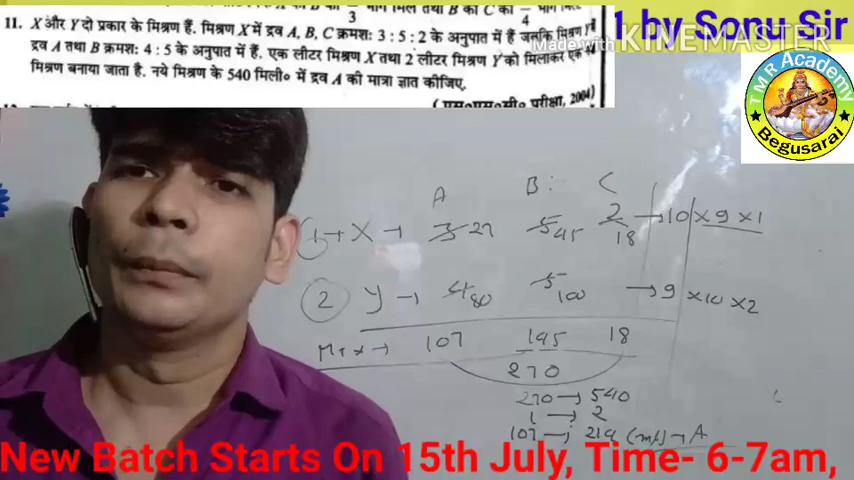 3 भाग मिले तथा B को C का 4 भाग
11. X और Y दो प्रकार के मिश्रण हैं. मिश्रण X में द्रव A, B, C क्रमश: 3 : 5 : 2 के अनुपात में हैं जबकि मिश्रण Y
द्रव A तथा B क्रमश: 4 : 5 के अनुपात में हैं. एक लीटर मिश्रण X तथा 2 लीटर मिश्रण Y को मिलाकर एक
मिश्रण बनाया जाता है. नये मिश्रण के 540 मिली० में द्रव A की मात्रा ज्ञात कीजिए.
(एस०एस०सी० परीक्षा, 2004)
1 by Sonu Sir
Made with KINEMASTER
TMR Academy
Begusarai
A B: C
1 → X → 3 27 5 45 2 18 → 10 × 9 × 1
2 Y → 4 80 5 100 → 9 × 10 × 2
Mix → 107 145 18
270
270 → 540
1 → 2
107 → 214 (ml) → A
New Batch Starts On 15th July, Time- 6-7am,